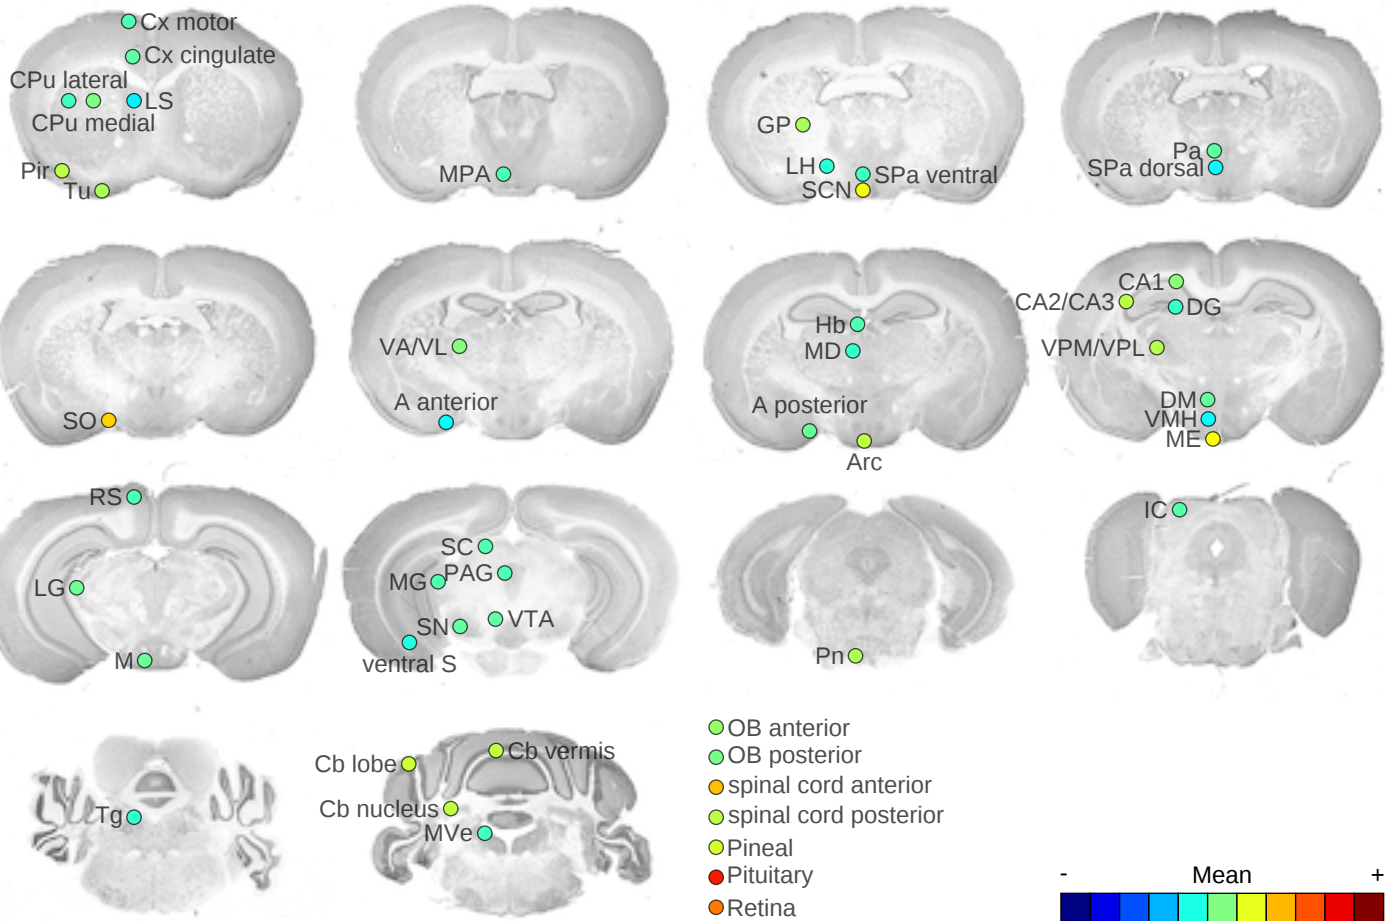 Cx motor
Cx cingulate
CPu lateral
LS
CPu medial
Pir
Tu
MPA
GP
LH
SPa ventral
SCN
Pa
SPa dorsal
SO
VA/VL
A anterior
Hb
MD
A posterior
Arc
CA1
CA2/CA3
DG
VPM/VPL
DM
VMH
ME
RS
LG
M
SC
MG
PAG
SN
VTA
ventral S
Pn
IC
Tg
Cb lobe
Cb vermis
Cb nucleus
MVe
OB anterior
OB posterior
spinal cord anterior
spinal cord posterior
Pineal
Pituitary
Retina
- Mean +